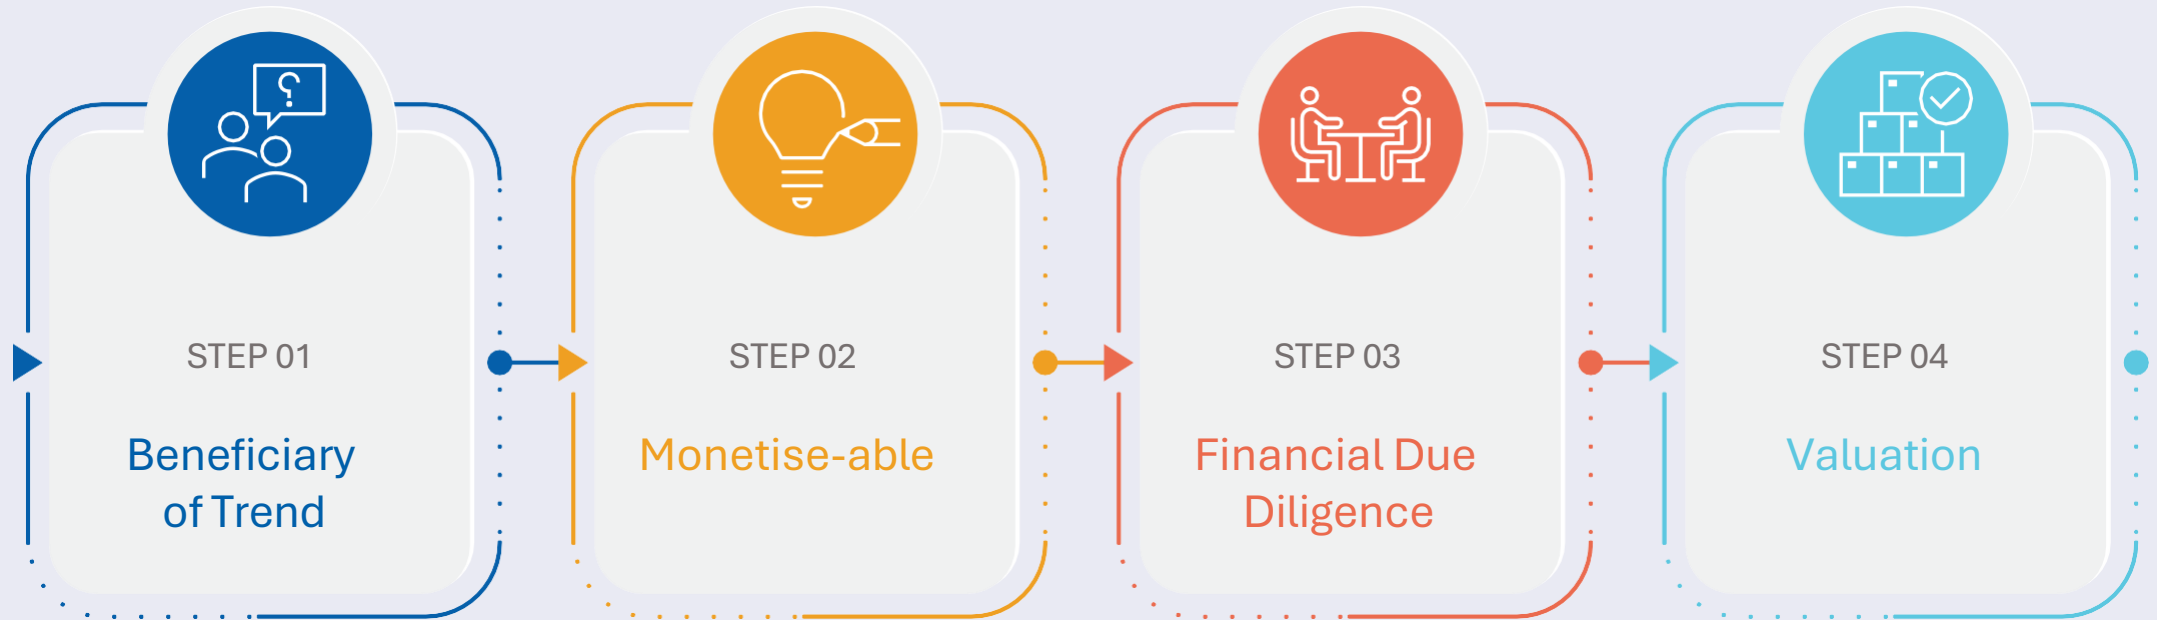 STEP 01
Beneficiary
of Trend
STEP 02
Monetise-able
STEP 03
Financial Due
Diligence
STEP 04
Valuation